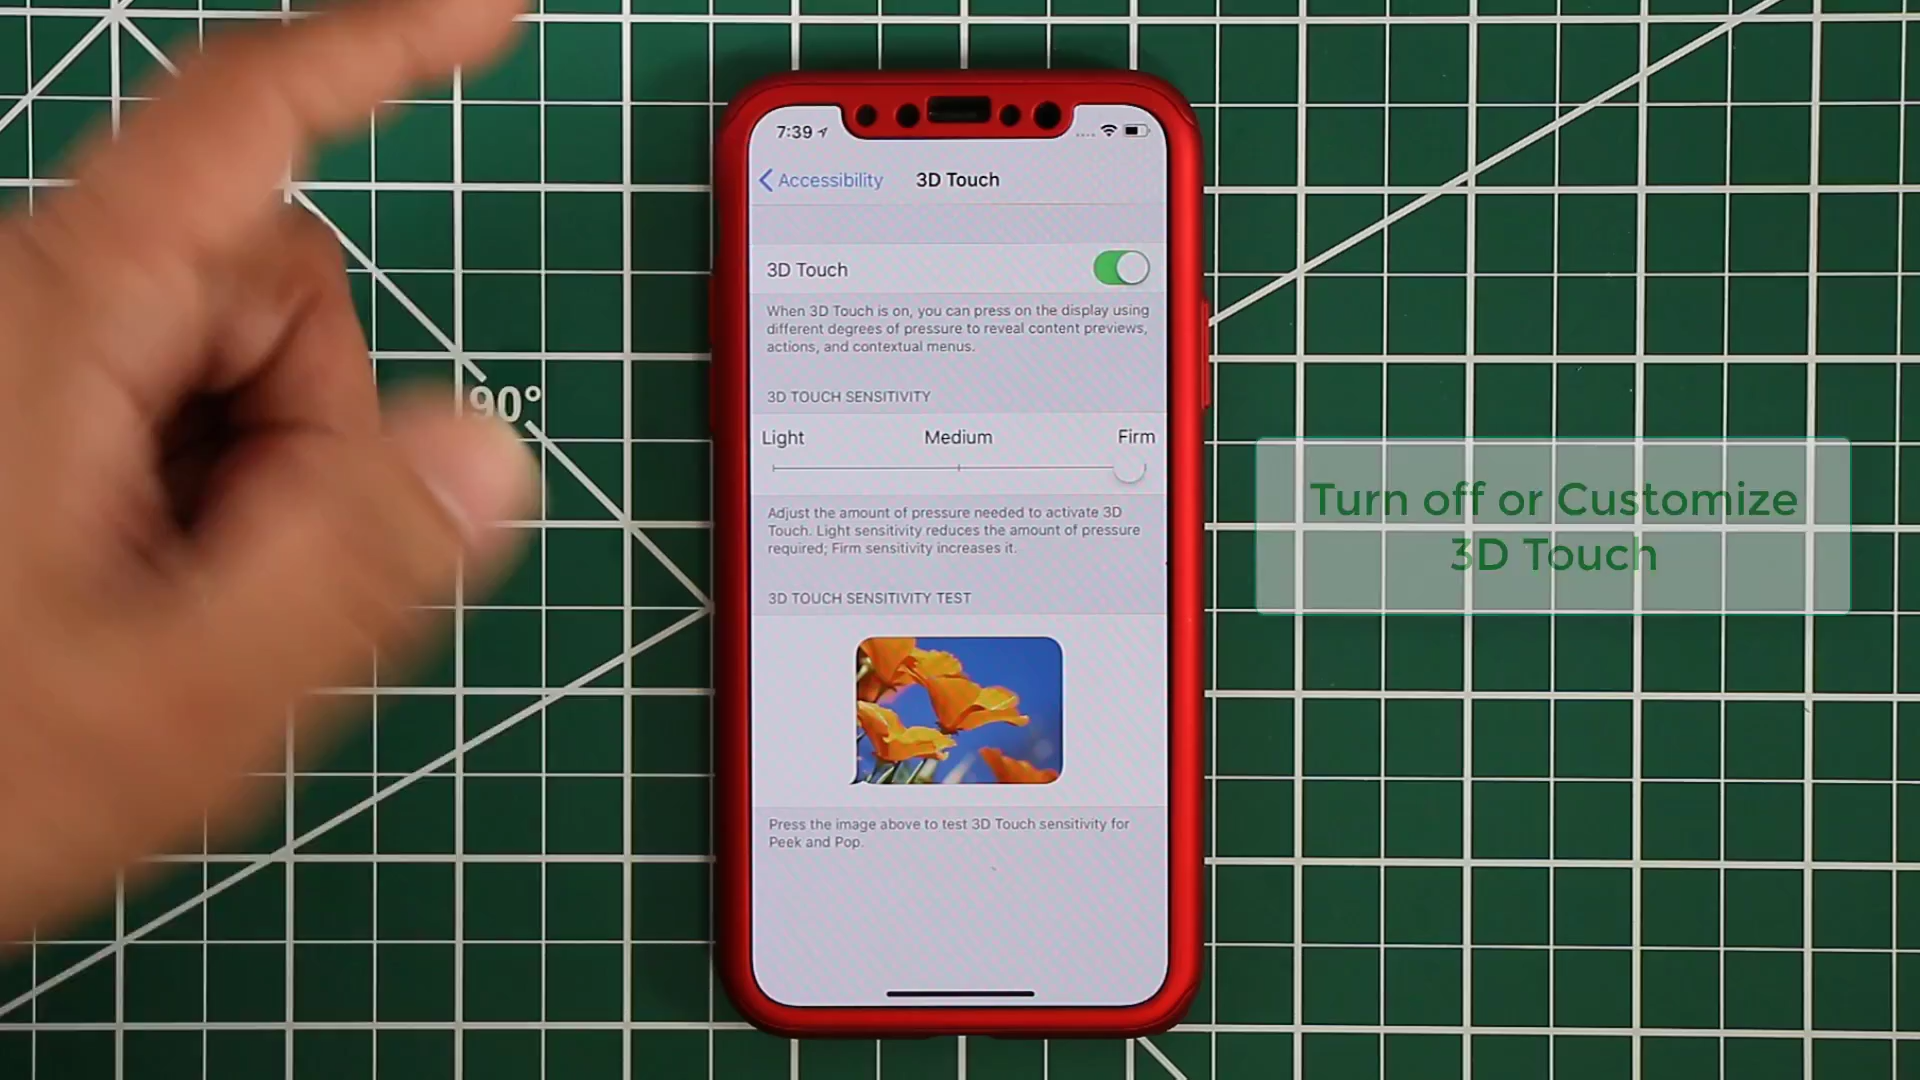 7:39
Accessibility
3D Touch
3D Touch
When 3D Touch is on, you can press on the display using
different degrees of pressure to reveal content previews,
actions, and contextual menus.
3D TOUCH SENSITIVITY
Light Medium Firm
Adjust the amount of pressure needed to activate 3D
Touch. Light sensitivity reduces the amount of pressure
required; Firm sensitivity increases it.
3D TOUCH SENSITIVITY TEST
Press the image above to test 3D Touch sensitivity for
Peek and Pop.
90°
Turn off or Customize
3D Touch